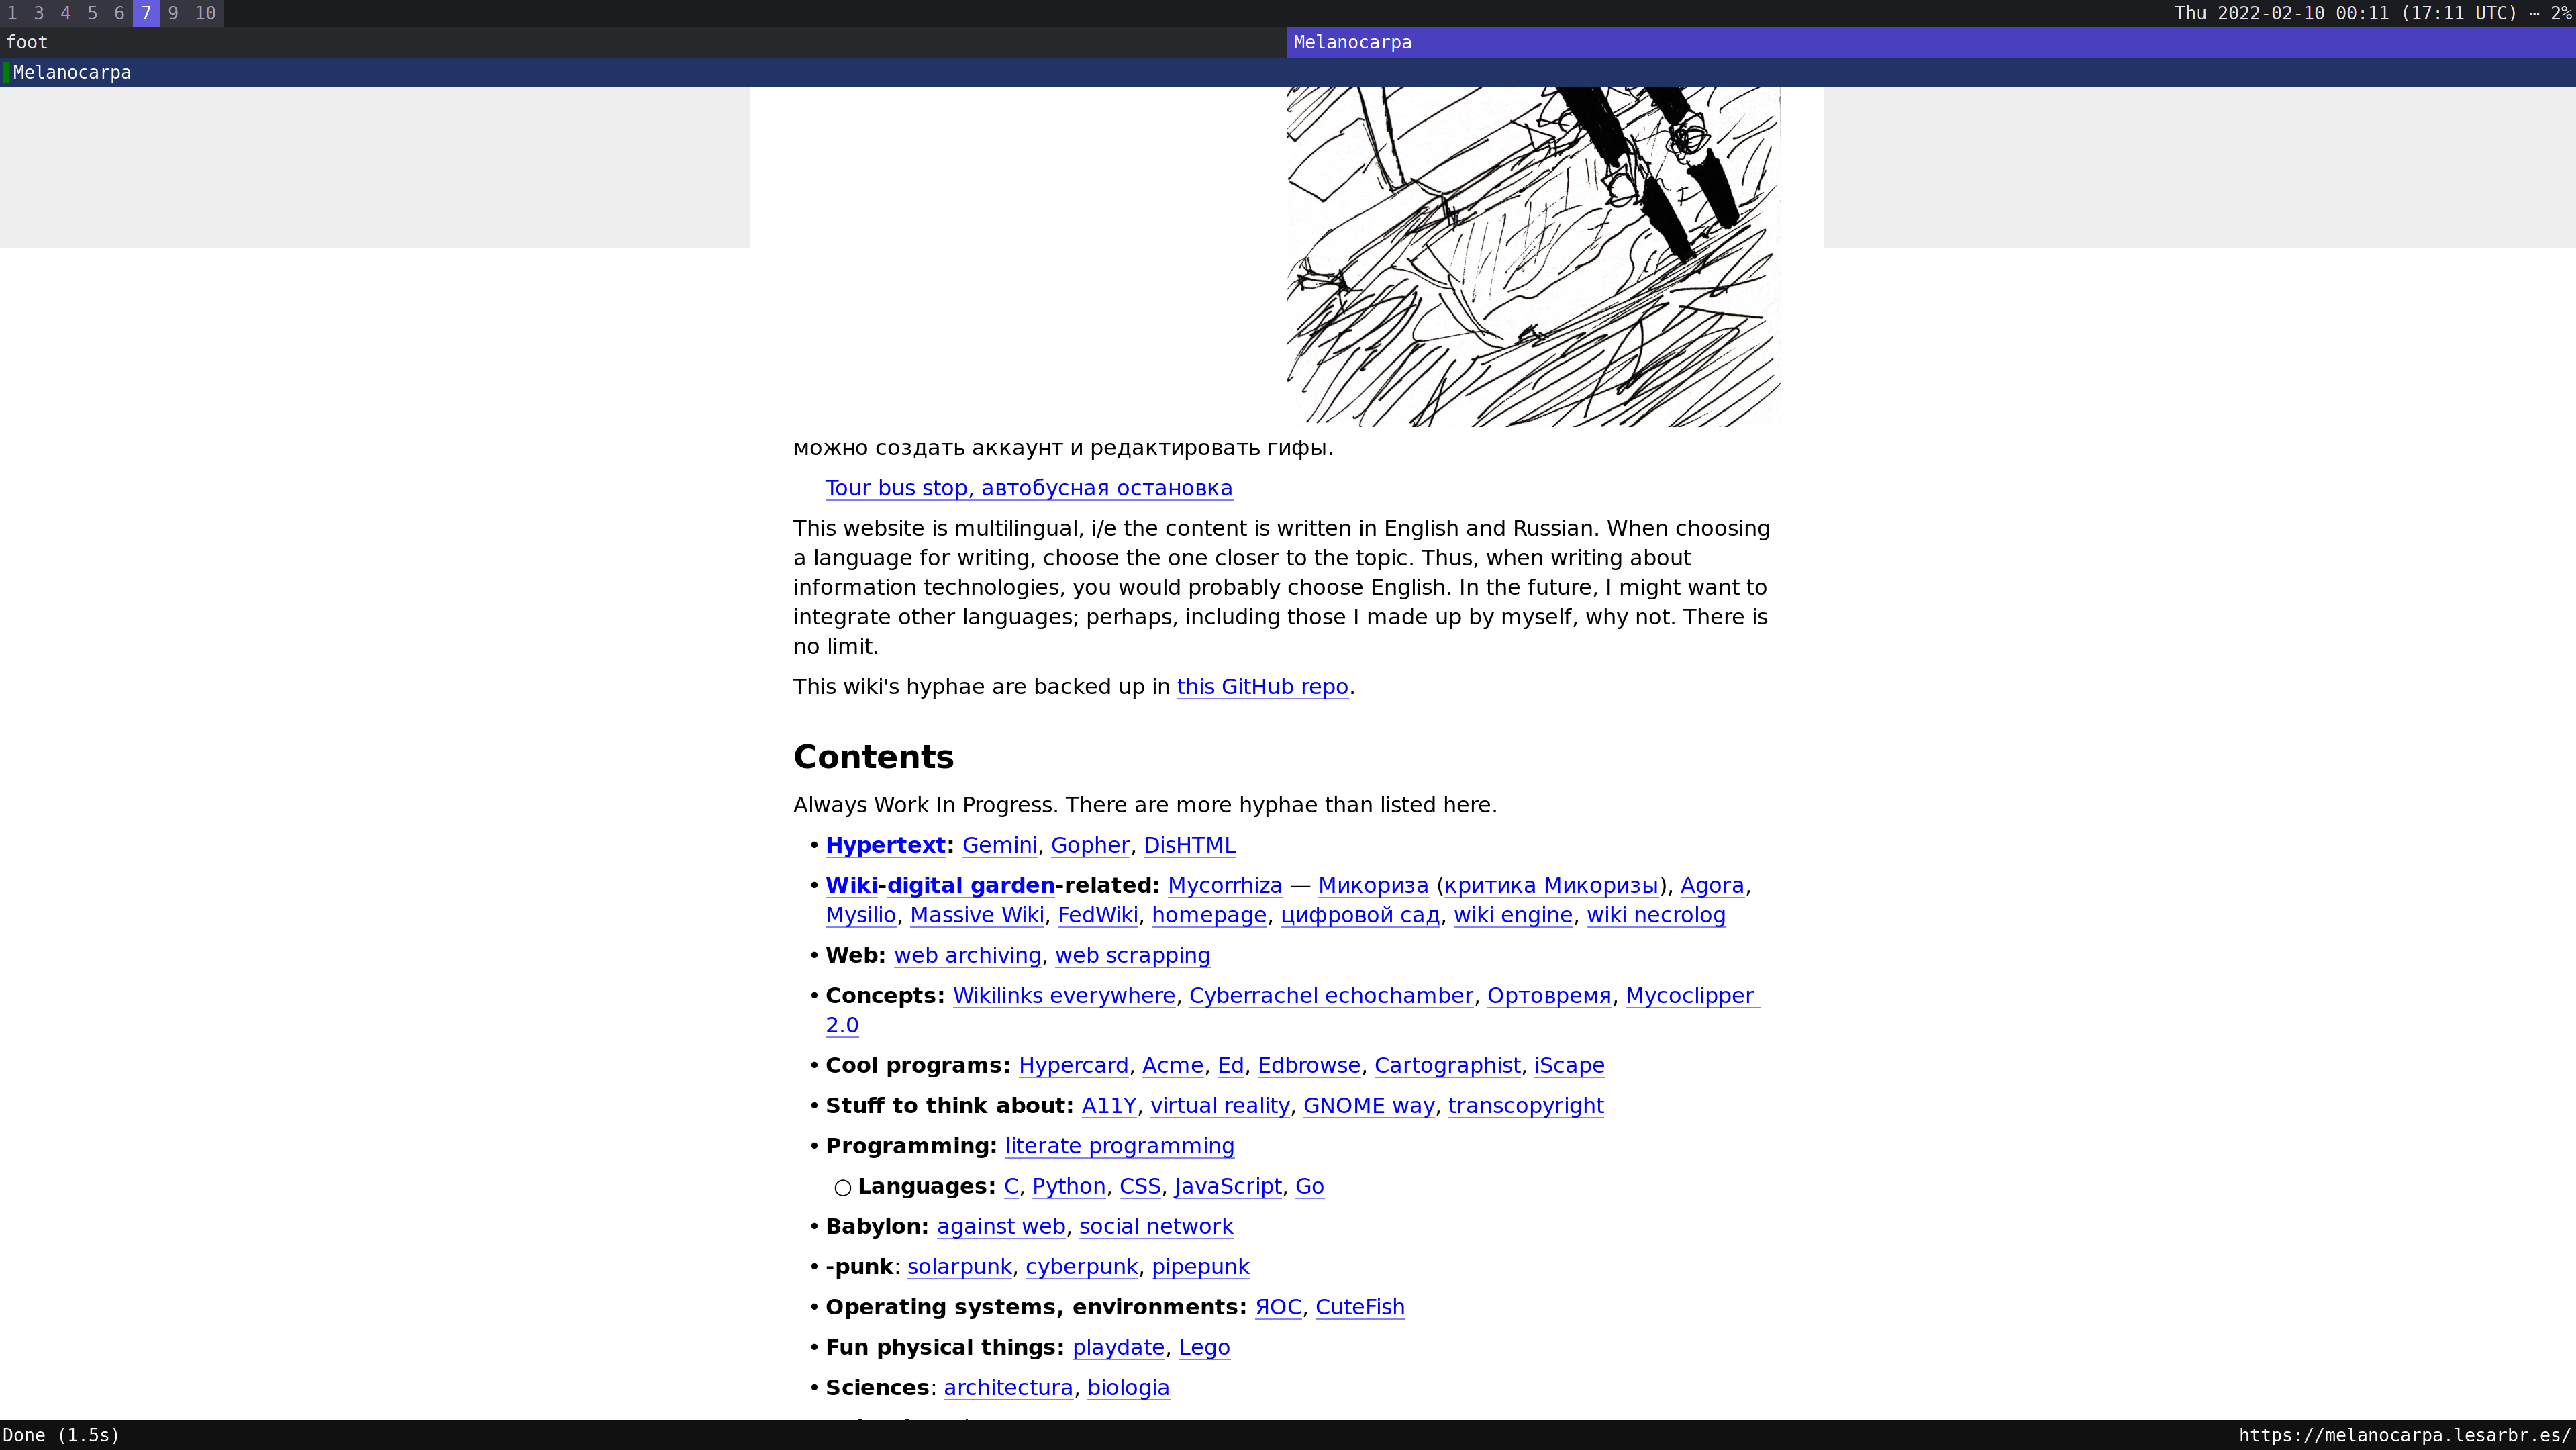 1 3 4 5 6 7 9 10
Thu 2022-02-10 00:11 (17:11 UTC) ⋯ 2%
foot
Melanocarpa
Melanocarpa
можно создать аккаунт и редактировать гифы.
Tour bus stop, автобусная остановка
This website is multilingual, i/e the content is written in English and Russian. When choosing
a language for writing, choose the one closer to the topic. Thus, when writing about
information technologies, you would probably choose English. In the future, I might want to
integrate other languages; perhaps, including those I made up by myself, why not. There is
no limit.
This wiki's hyphae are backed up in this GitHub repo.
Contents
Always Work In Progress. There are more hyphae than listed here.
• Hypertext: Gemini, Gopher, DisHTML
• Wiki-digital garden-related: Mycorrhiza — Микориза (критика Микоризы), Agora,
Mysilio, Massive Wiki, FedWiki, homepage, цифровой сад, wiki engine, wiki necrolog
• Web: web archiving, web scrapping
• Concepts: Wikilinks everywhere, Cyberrachel echochamber, Ортовремя, Mycoclipper
2.0
• Cool programs: Hypercard, Acme, Ed, Edbrowse, Cartographist, iScape
• Stuff to think about: A11Y, virtual reality, GNOME way, transcopyright
• Programming: literate programming
○ Languages: C, Python, CSS, JavaScript, Go
• Babylon: against web, social network
• -punk: solarpunk, cyberpunk, pipepunk
• Operating systems, environments: ЯОС, CuteFish
• Fun physical things: playdate, Lego
• Sciences: architectura, biologia
Done (1.5s)
https://melanocarpa.lesarbr.es/